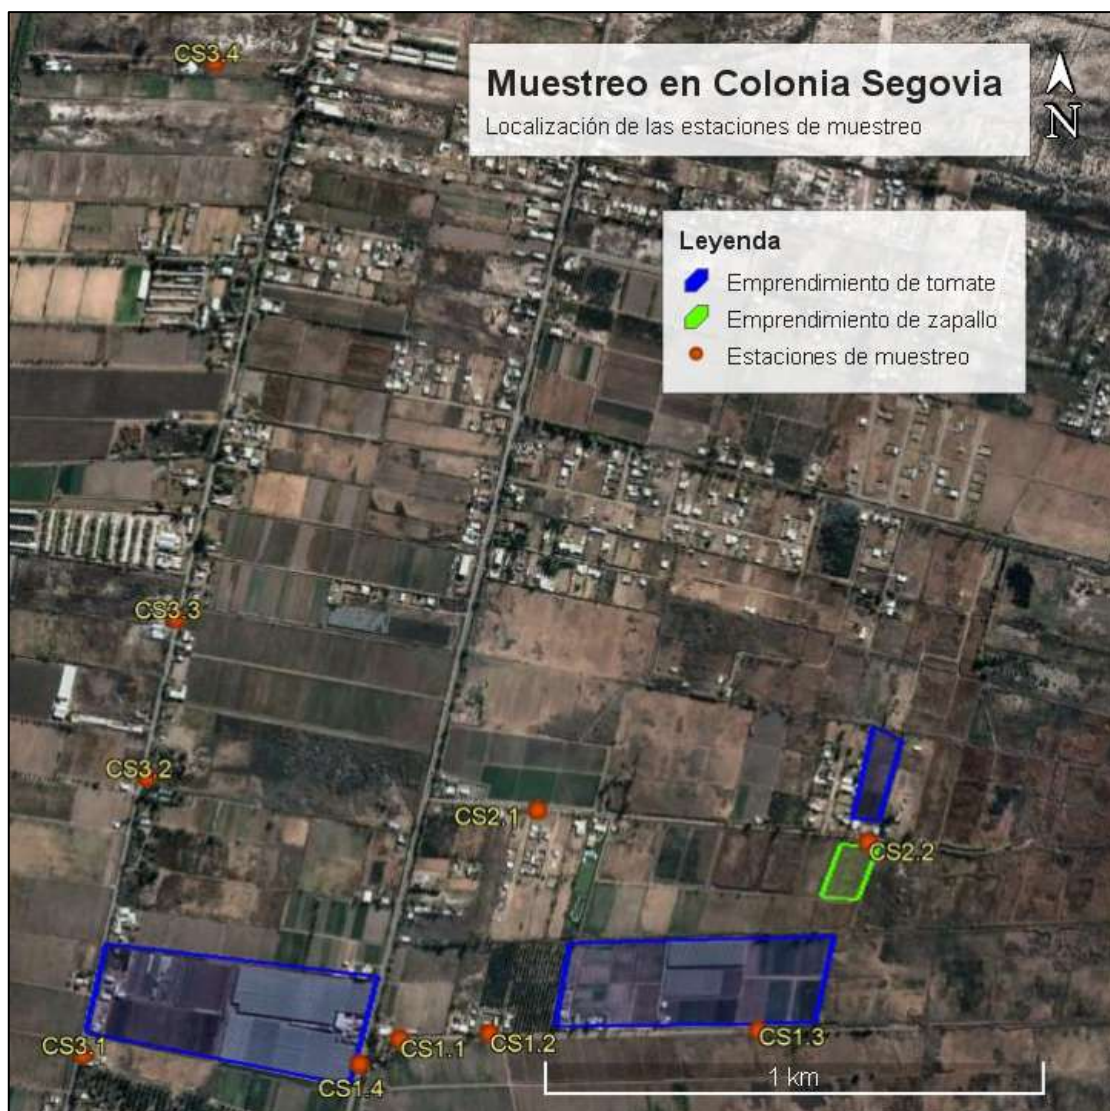 CS3.4
Muestreo en Colonia Segovia
Localización de las estaciones de muestreo
N
Leyenda
Emprendimiento de tomate
Emprendimiento de zapallo
Estaciones de muestreo
CS3.3
CS3.2
CS2.1
CS2.2
CS3.1
CS1.1
CS1.2
CS1.3
CS1.4
1 km